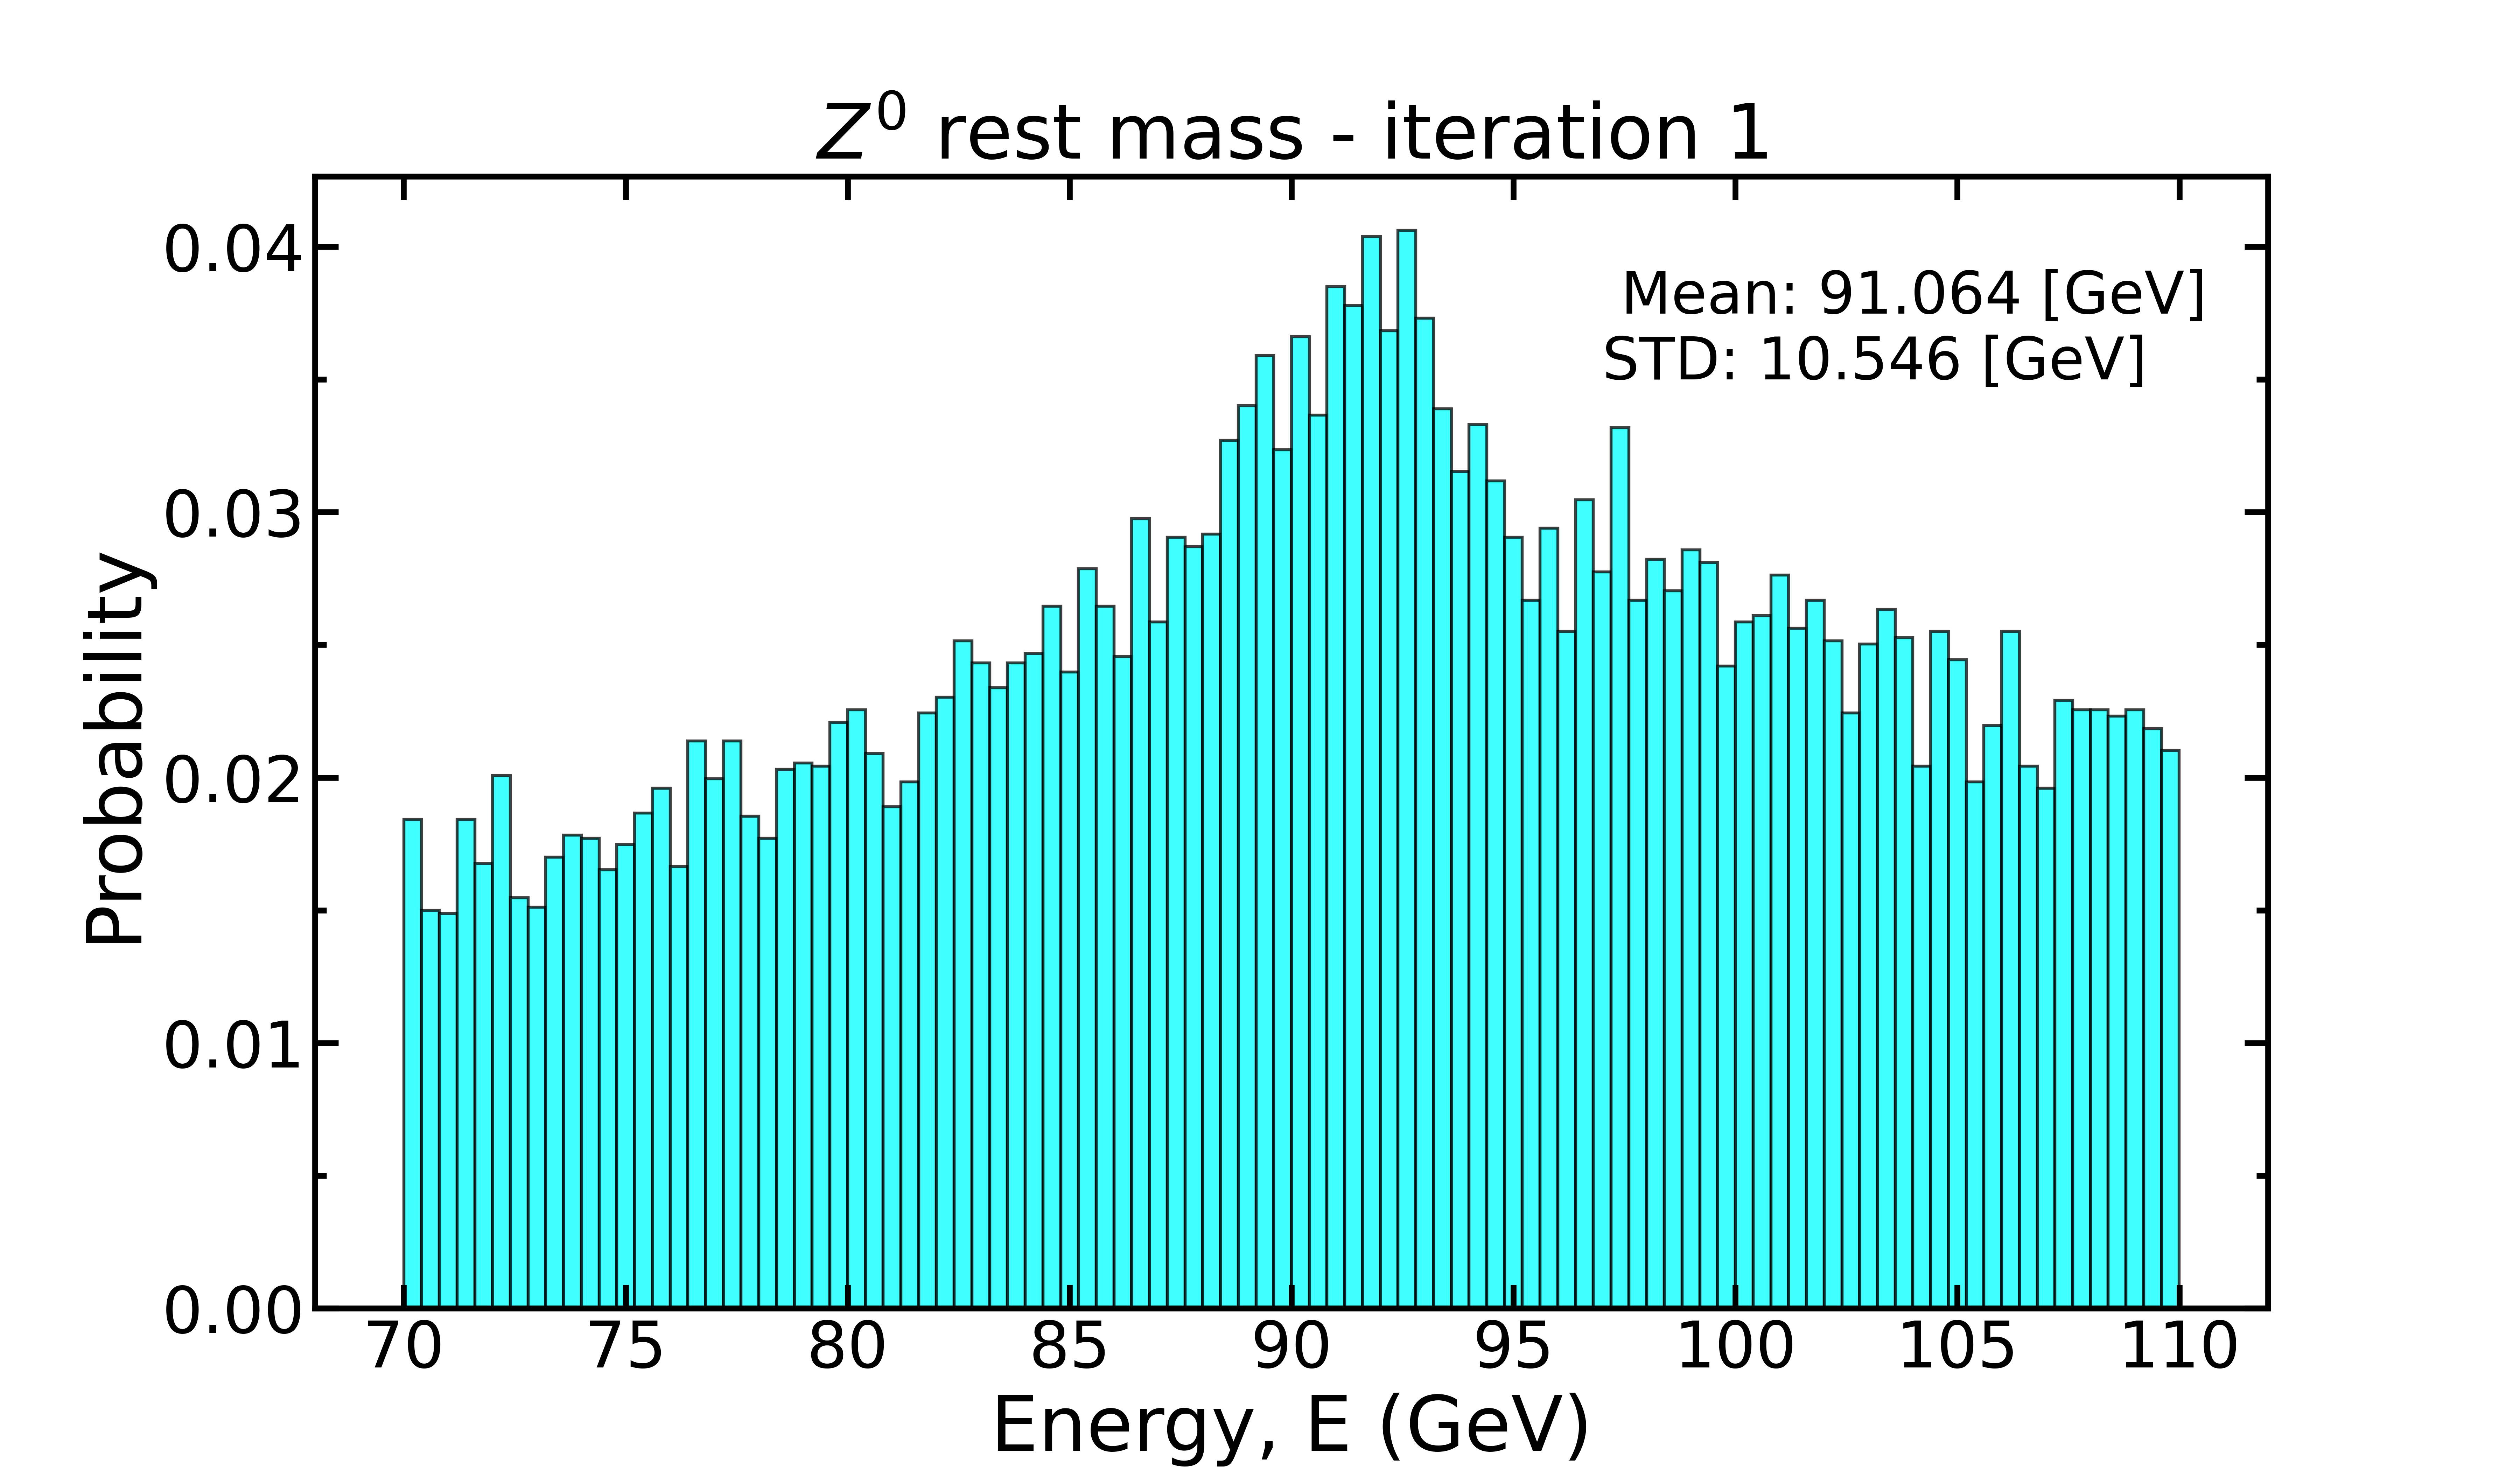 Z⁰ rest mass - iteration 1
Mean: 91.064 [GeV]
STD: 10.546 [GeV]
Probability
0.04
0.03
0.02
0.01
0.00
70 75 80 85 90 95 100 105 110
Energy, E (GeV)